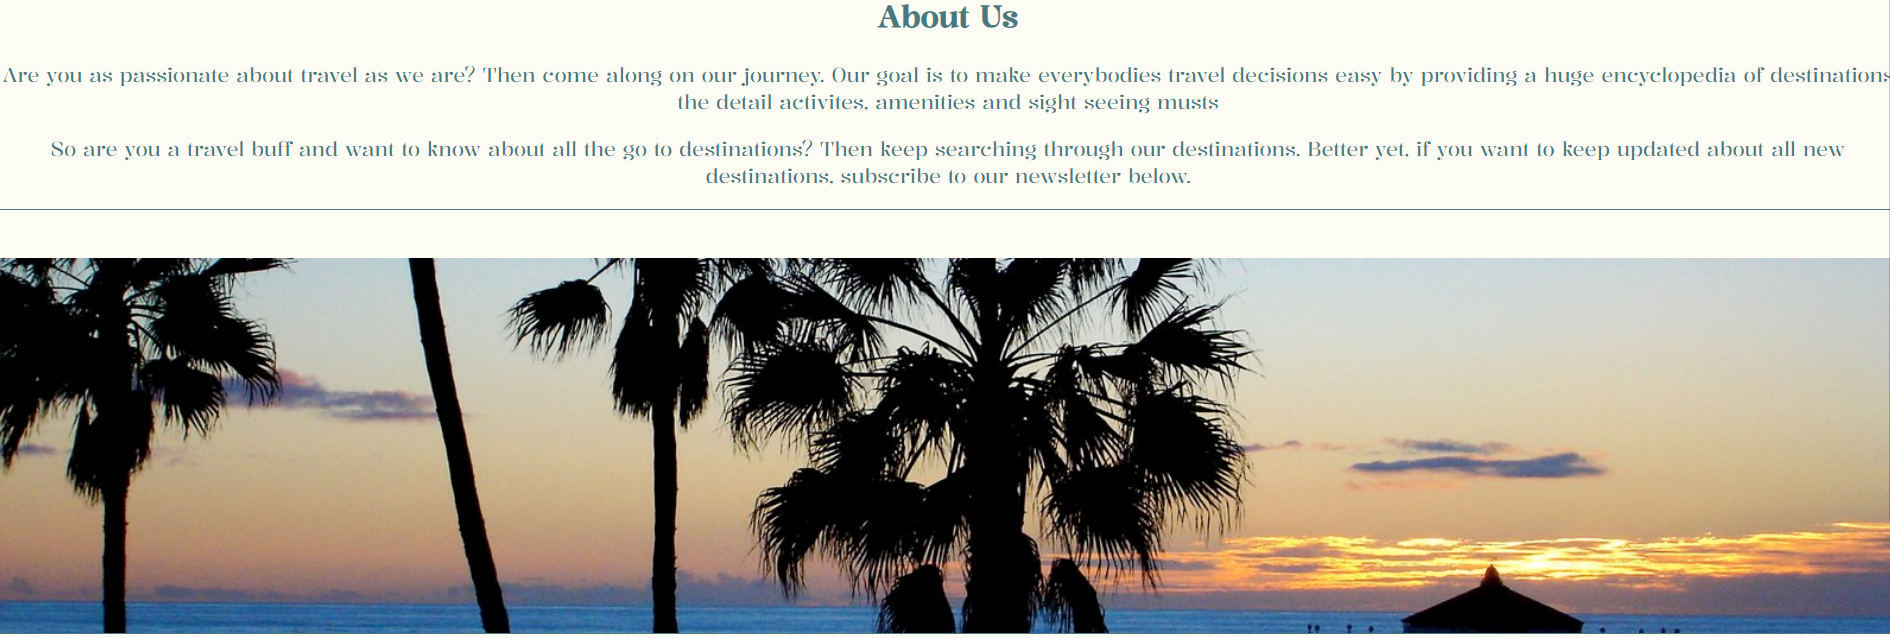 About Us
Are you as passionate about travel as we are? Then come along on our journey. Our goal is to make everybodies travel decisions easy by providing a huge encyclopedia of destinations
the detail activites, amenities and sight seeing musts
So are you a travel buff and want to know about all the go to destinations? Then keep searching through our destinations. Better yet, if you want to keep updated about all new
destinations, subscribe to our newsletter below.